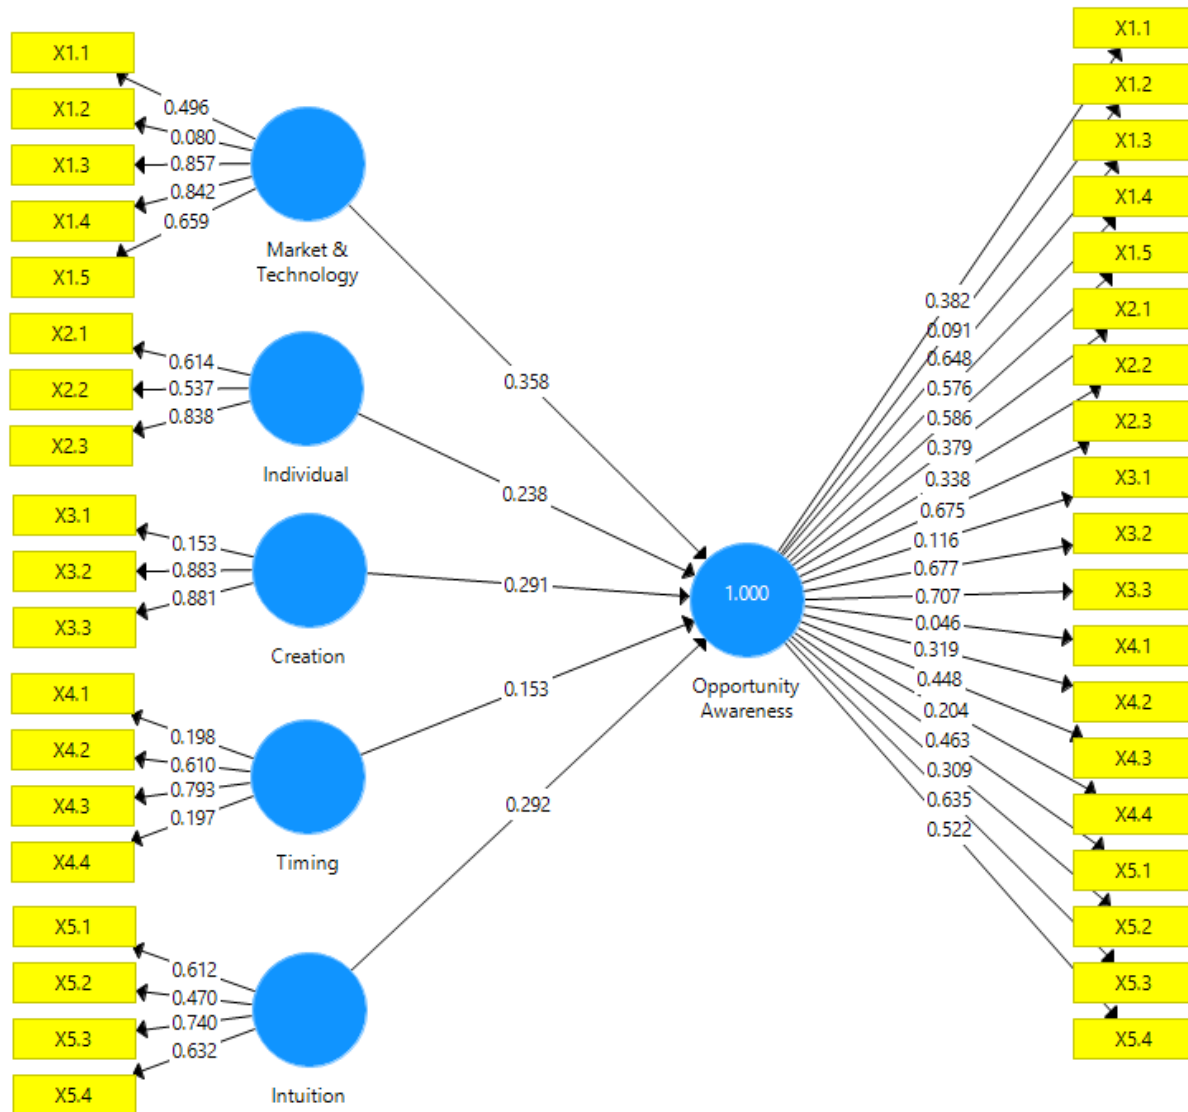 X1.1
0.496
X1.2
0.080
X1.3
0.857
X1.4
0.842
X1.5
0.659
Market &
Technology
X2.1
0.614
X2.2
0.537
X2.3
0.838
Individual
X3.1
0.153
X3.2
0.883
X3.3
0.881
Creation
X4.1
0.198
X4.2
0.610
X4.3
0.793
X4.4
0.197
Timing
X5.1
0.612
X5.2
0.470
X5.3
0.740
X5.4
0.632
Intuition
0.358
0.238
0.291
0.153
0.292
1.000
Opportunity
Awareness
0.382
0.091
0.648
0.576
0.586
0.379
0.338
0.675
0.116
0.677
0.707
0.046
0.319
0.448
0.204
0.463
0.309
0.635
0.522
X1.1
X1.2
X1.3
X1.4
X1.5
X2.1
X2.2
X2.3
X3.1
X3.2
X3.3
X4.1
X4.2
X4.3
X4.4
X5.1
X5.2
X5.3
X5.4